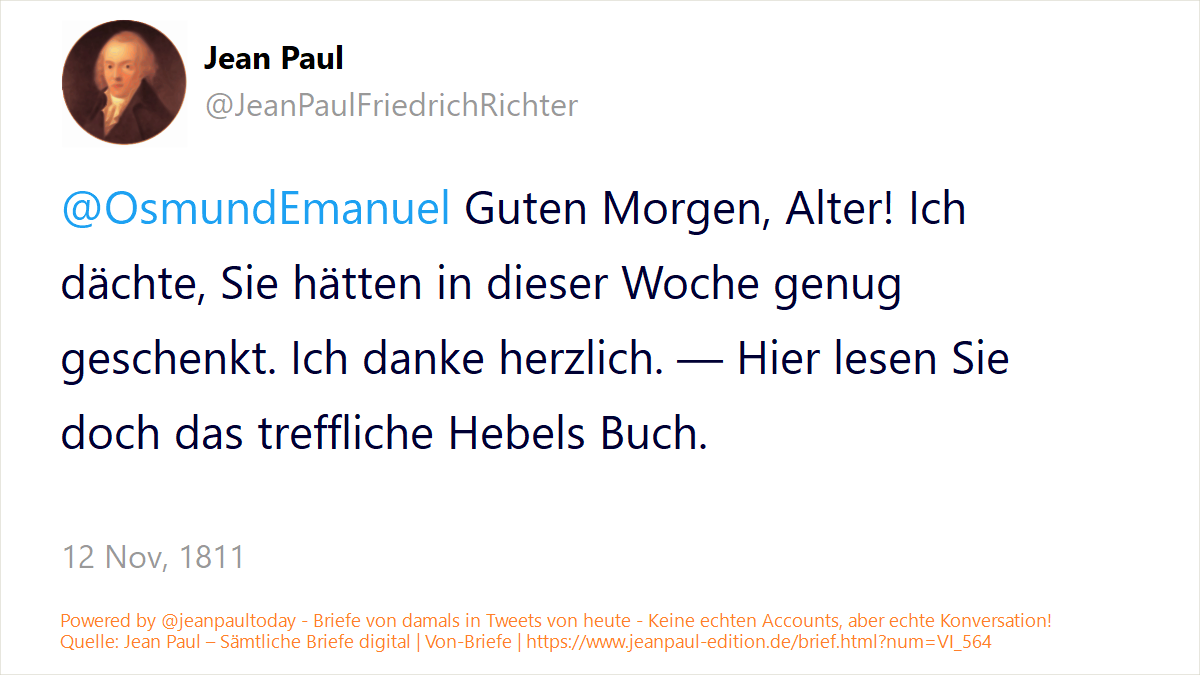 Jean Paul
@JeanPaulFriedrichRichter
@OsmundEmanuel Guten Morgen, Alter! Ich
dächte, Sie hätten in dieser Woche genug
geschenkt. Ich danke herzlich. — Hier lesen Sie
doch das treffliche Hebels Buch.
12 Nov, 1811
Powered by @jeanpaultoday - Briefe von damals in Tweets von heute - Keine echten Accounts, aber echte Konversation!
Quelle: Jean Paul – Sämtliche Briefe digital | Von-Briefe | https://www.jeanpaul-edition.de/brief.html?num=VI_564